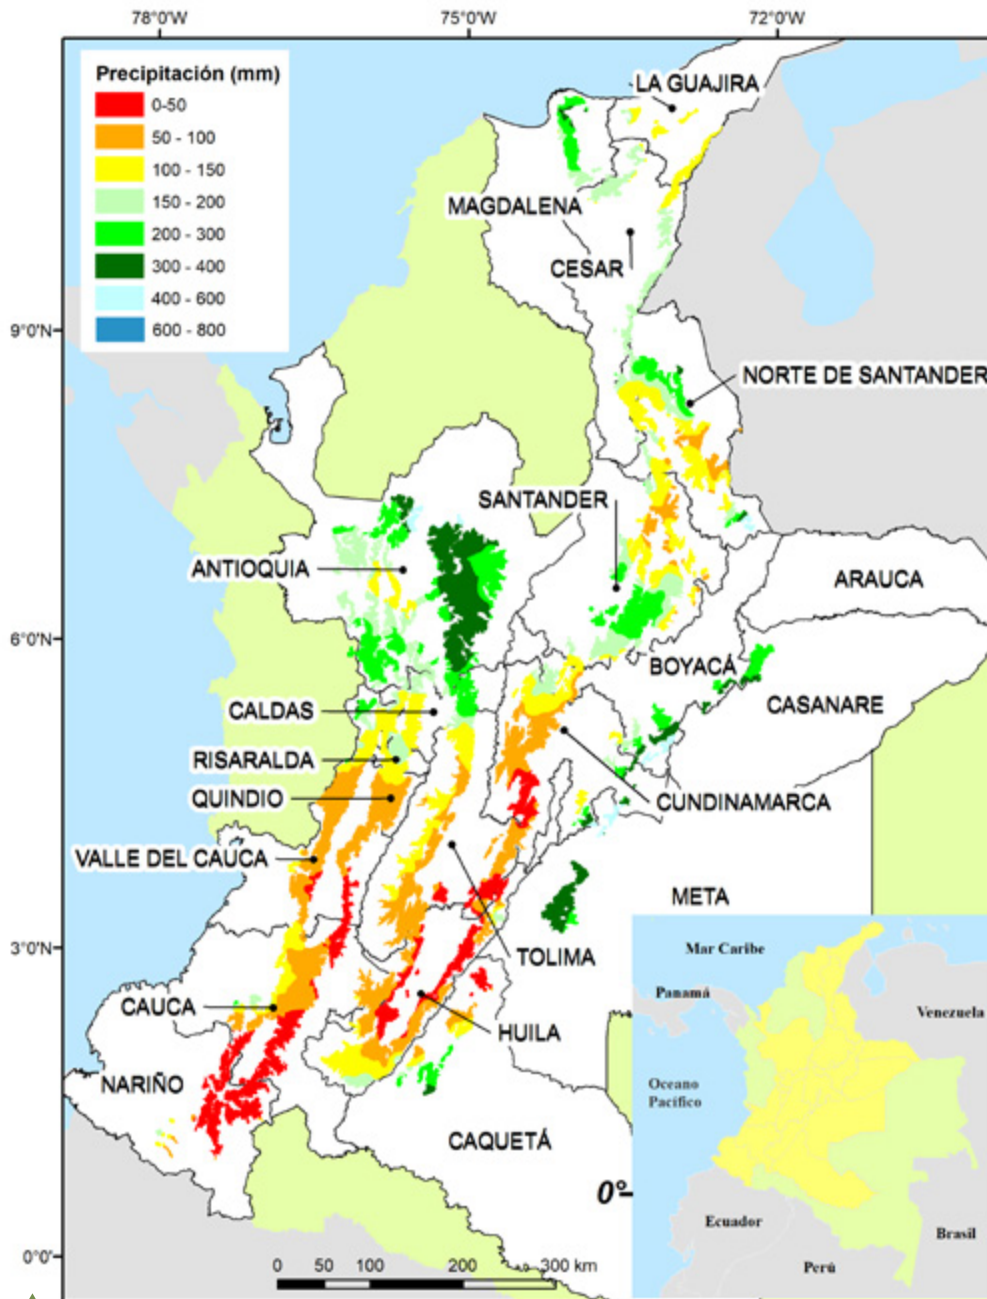 78°0'W
75°0'W
72°0'W
Precipitación (mm)
0-50
50 - 100
100 - 150
150 - 200
200 - 300
300 - 400
400 - 600
600 - 800
LA GUAJIRA
MAGDALENA
CESAR
9°0'N
NORTE DE SANTANDER
SANTANDER
ANTIOQUIA
ARAUCA
6°0'N
BOYACÁ
CASANARE
CALDAS
RISARALDA
QUINDIO
CUNDINAMARCA
VALLE DEL CAUCA
META
3°0'N
TOLIMA
CAUCA
HUILA
NARIÑO
CAQUETÁ
0°
0°0'
0 50 100 200 300 km
Mar Caribe
Panamá
Venezuela
Oceano
Pacífico
Ecuador
Brasil
Perú